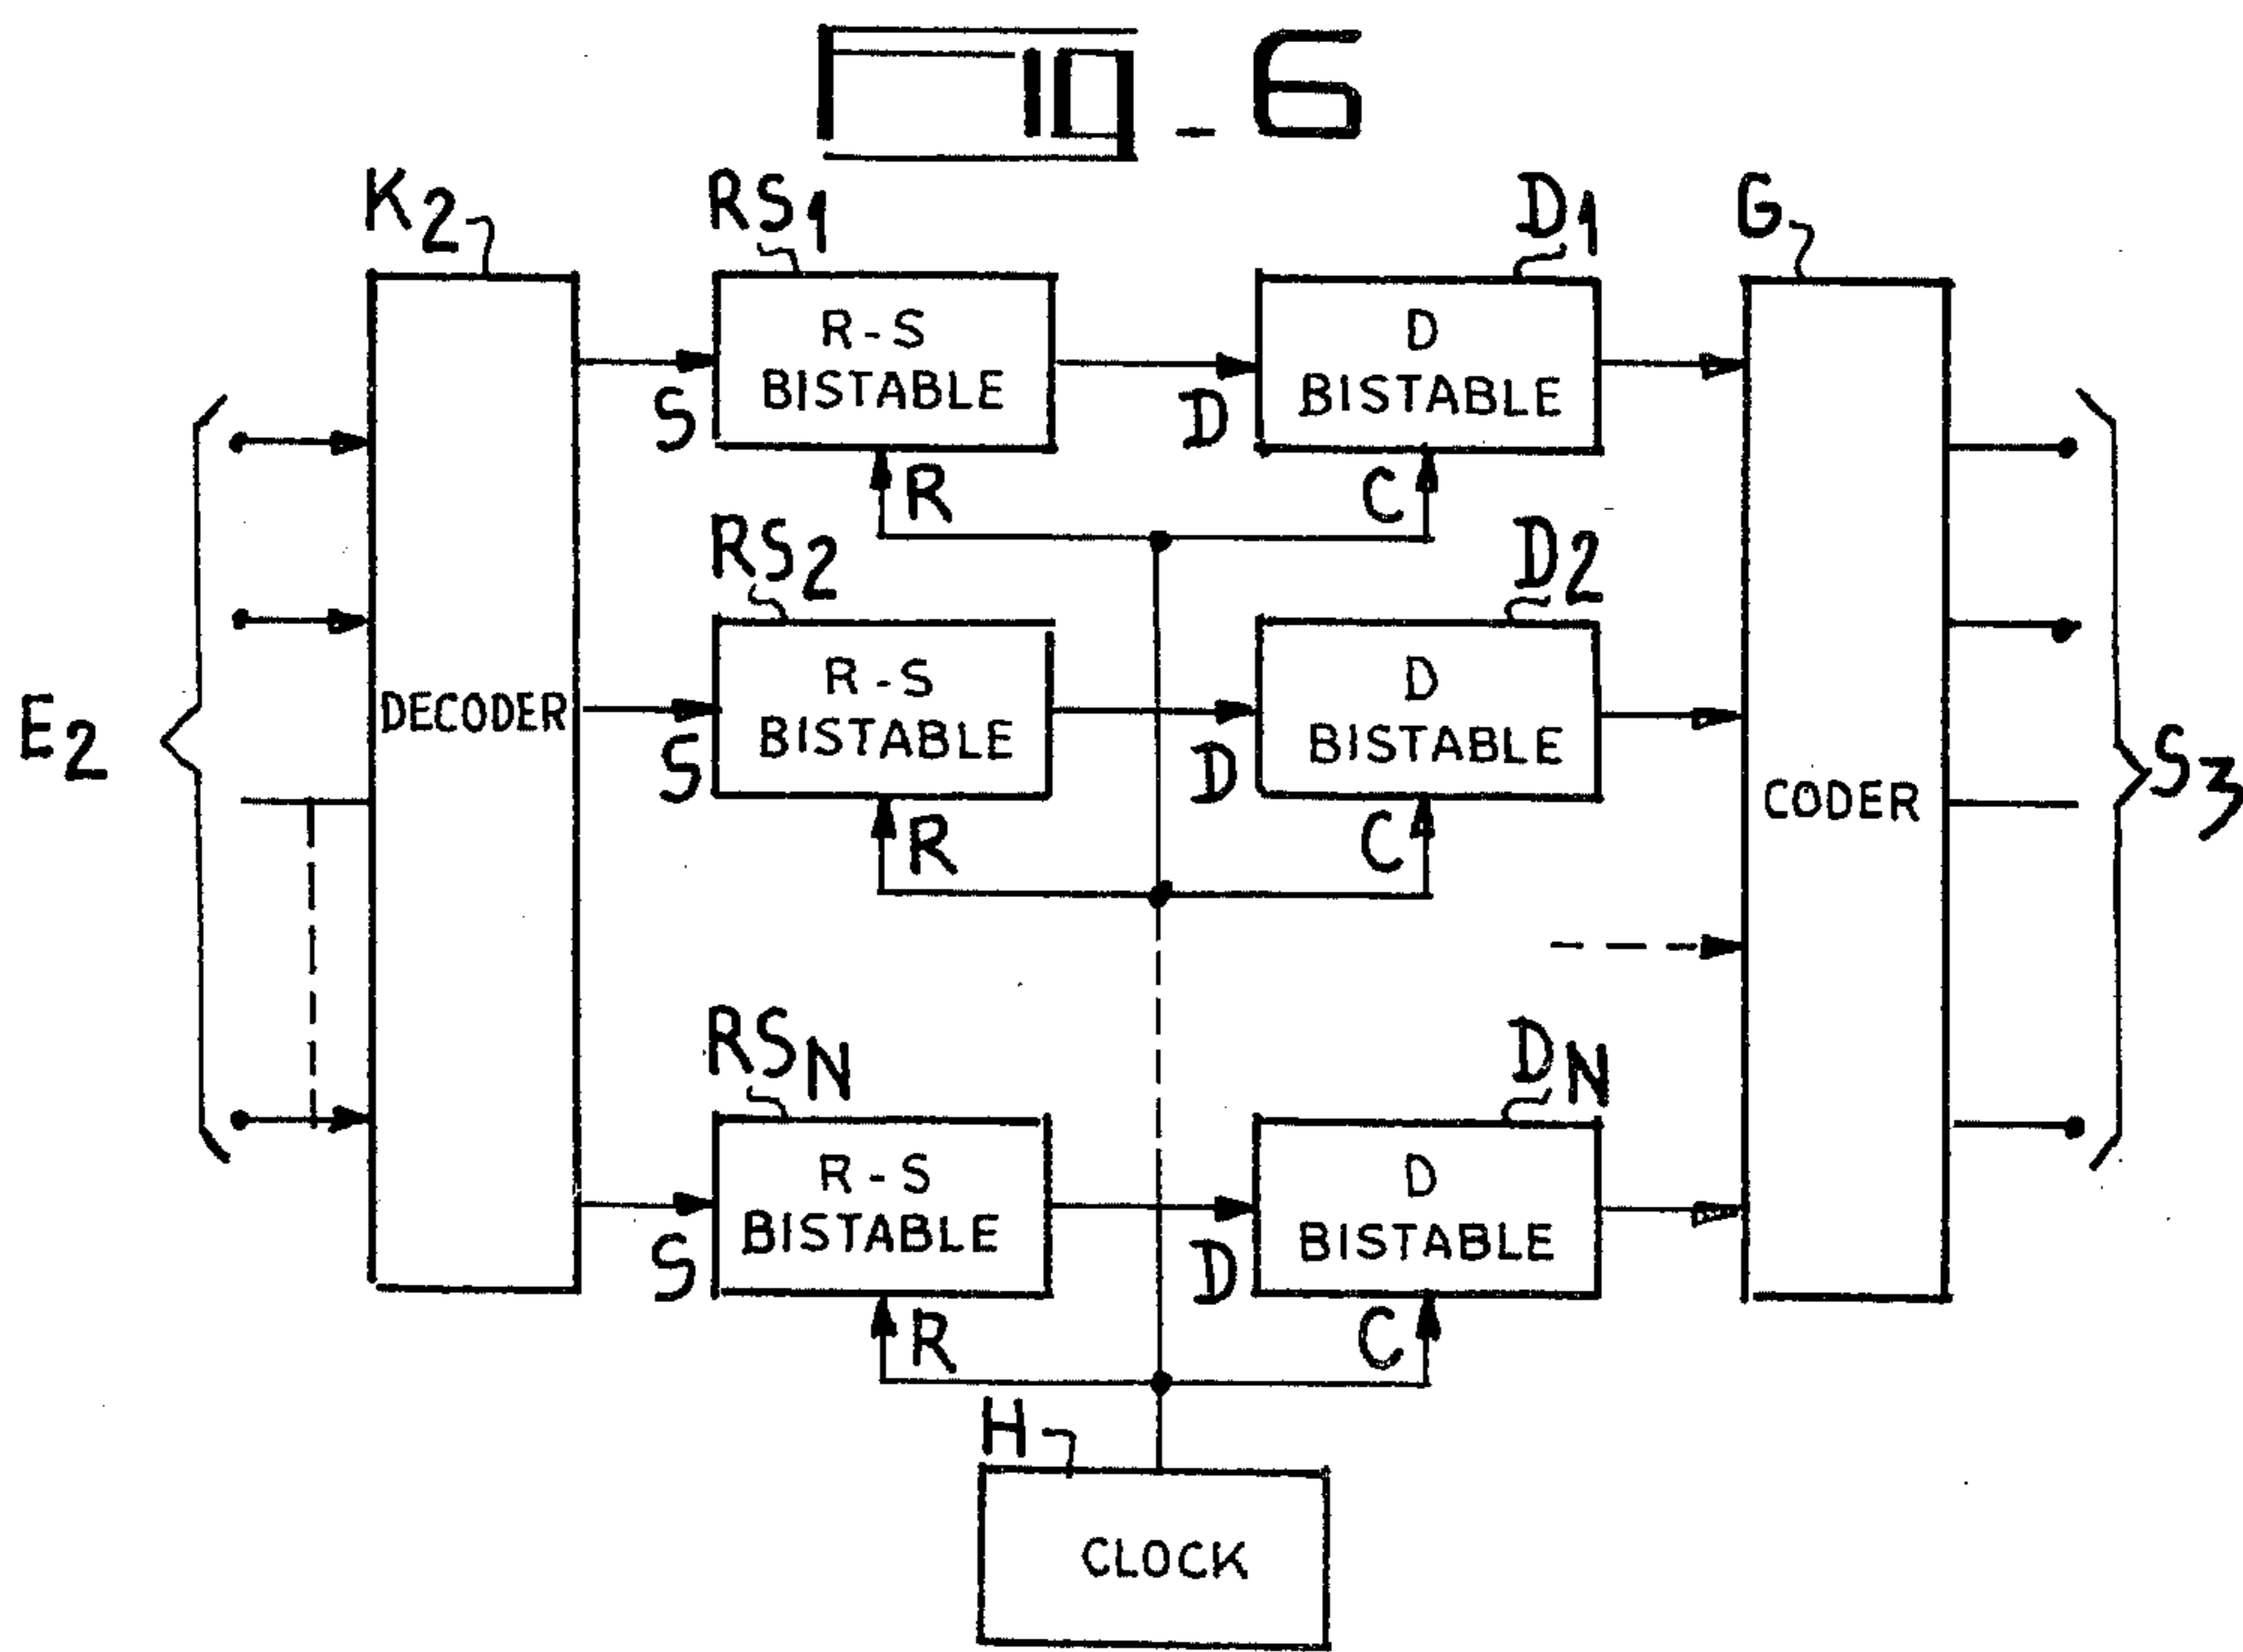 FIG_6
K2 RS1 D1 G
R-S BISTABLE
D BISTABLE
S D
R C
RS2 D2
E2
DECODER
R-S BISTABLE
D BISTABLE
CODER
S3
S D
R C
RSN DN
R-S BISTABLE
D BISTABLE
S D
R C
H
CLOCK